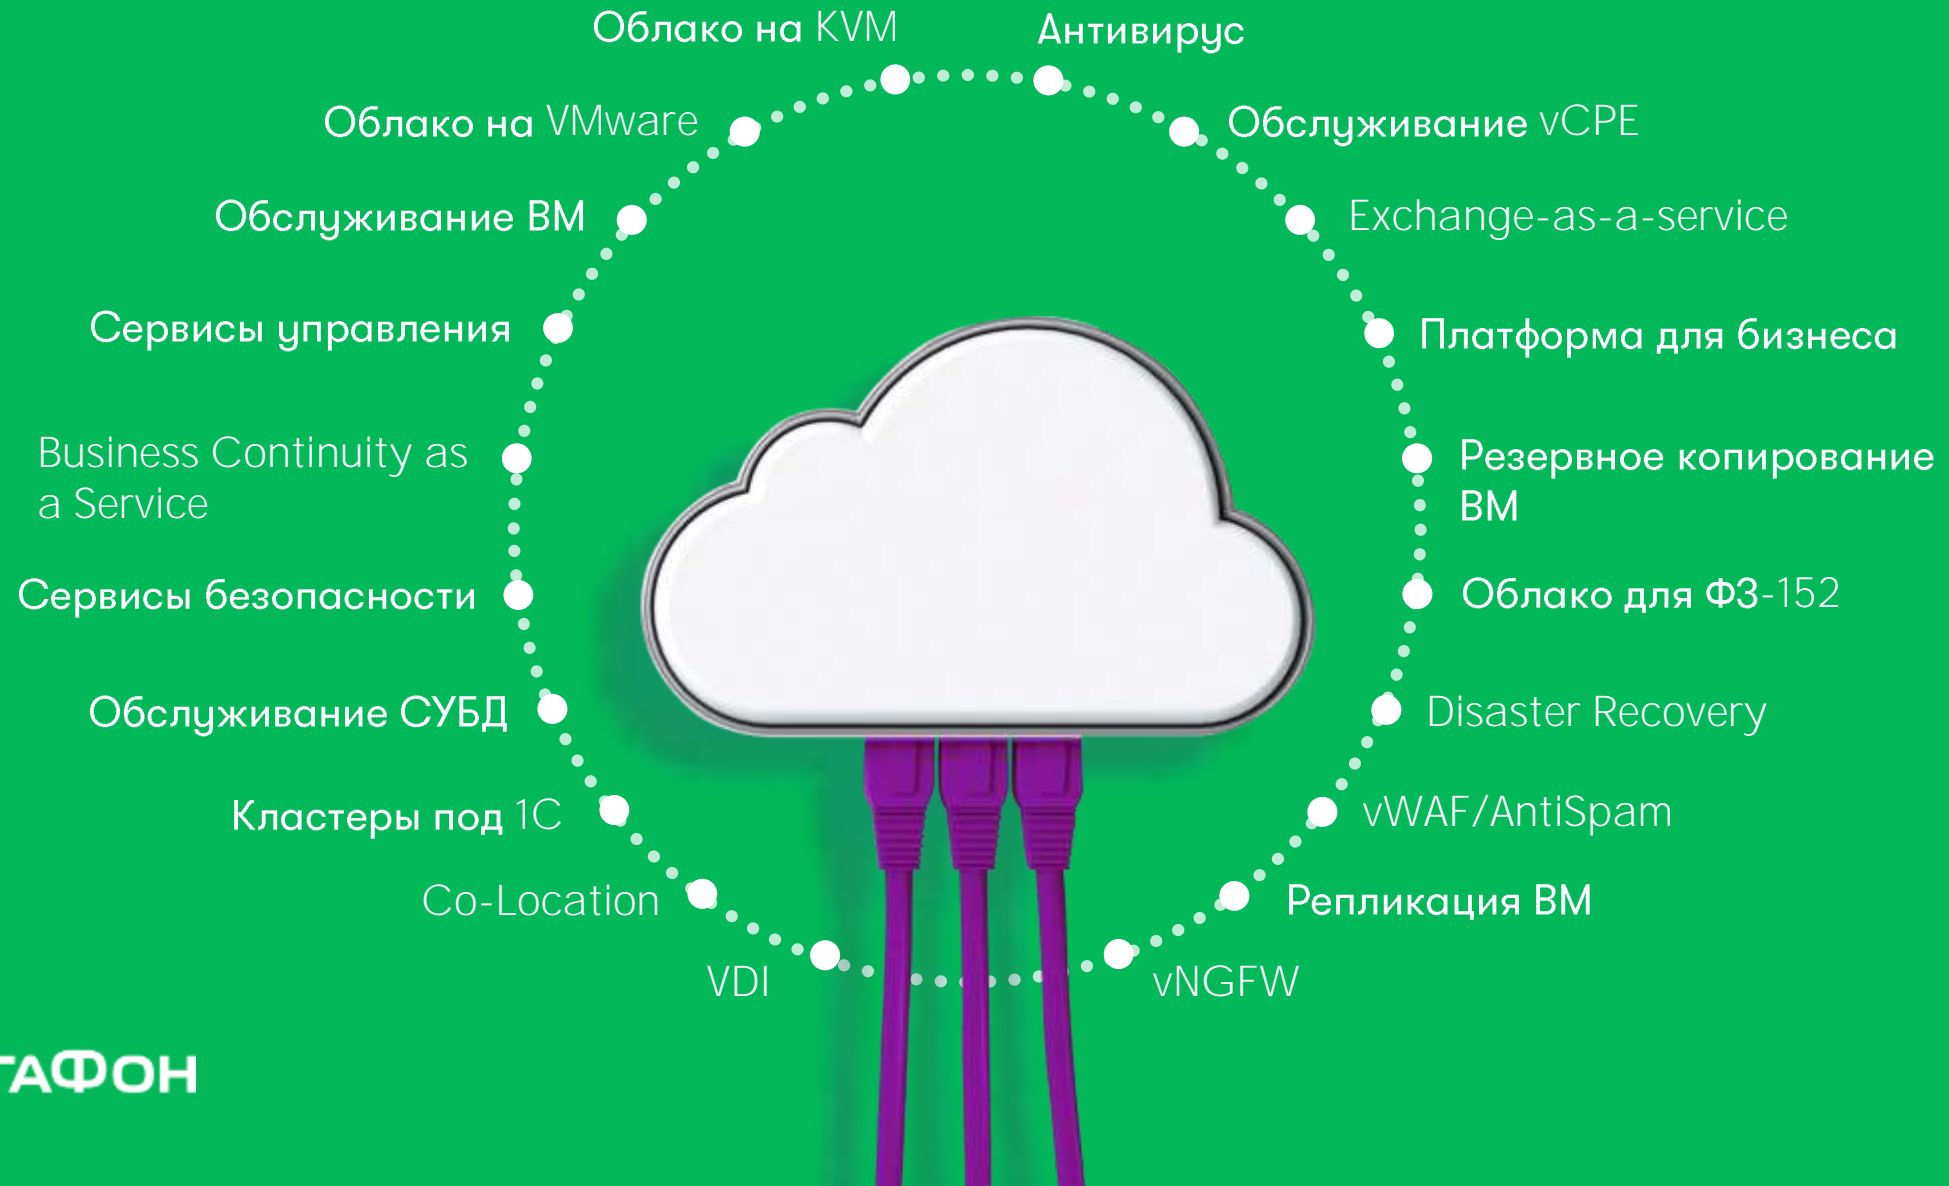 Облако на KVM
Антивирус
Облако на VMware
Обслуживание vCPE
Обслуживание ВМ
Exchange-as-a-service
Сервисы управления
Платформа для бизнеса
Business Continuity as
a Service
Резервное копирование
ВМ
Сервисы безопасности
Облако для ФЗ-152
Обслуживание СУБД
Disaster Recovery
Кластеры под 1С
vWAF/AntiSpam
Co-Location
Репликация ВМ
VDI
vNGFW
ГАФОН